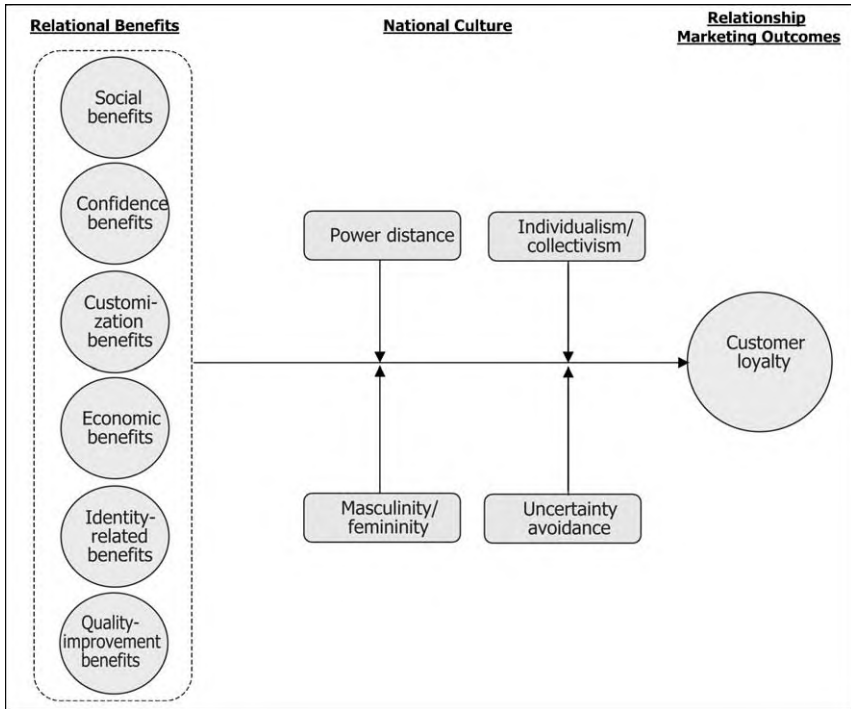 Relational Benefits
National Culture
Relationship
Marketing Outcomes
Social
benefits
Confidence
benefits
Customi-
zation
benefits
Economic
benefits
Identity-
related
benefits
Quality-
improvement
benefits
Power distance
Individualism/
collectivism
Masculinity/
femininity
Uncertainty
avoidance
Customer
loyalty